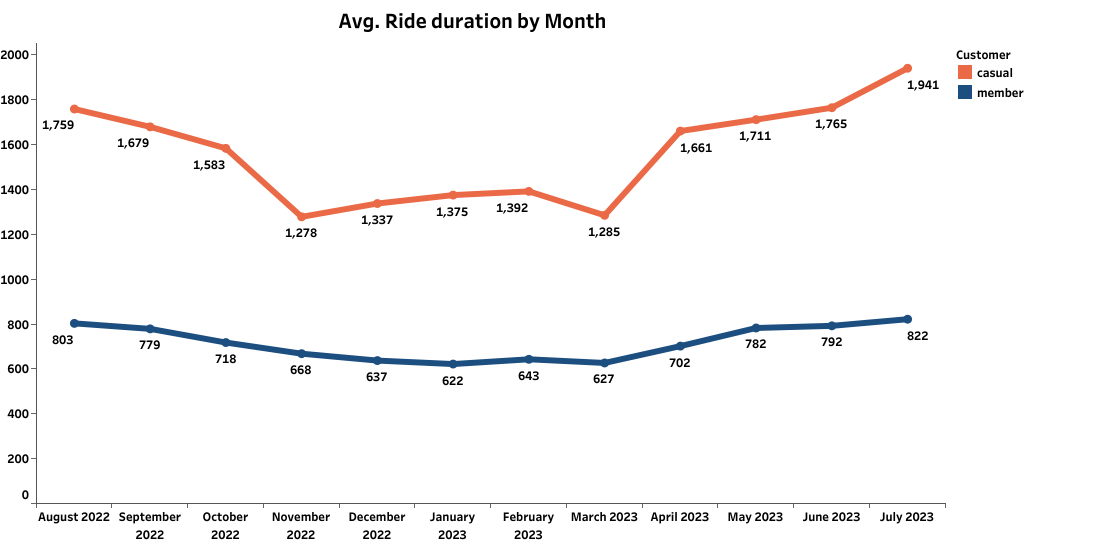 Avg. Ride duration by Month
Customer
casual
member
2000
1800
1600
1400
1200
1000
800
600
400
200
0
1,759
1,679
1,583
1,278
1,337
1,375
1,392
1,285
1,661
1,711
1,765
1,941
803
779
718
668
637
622
643
627
702
782
792
822
August 2022
September
2022
October
2022
November
2022
December
2022
January
2023
February
2023
March 2023
April 2023
May 2023
June 2023
July 2023